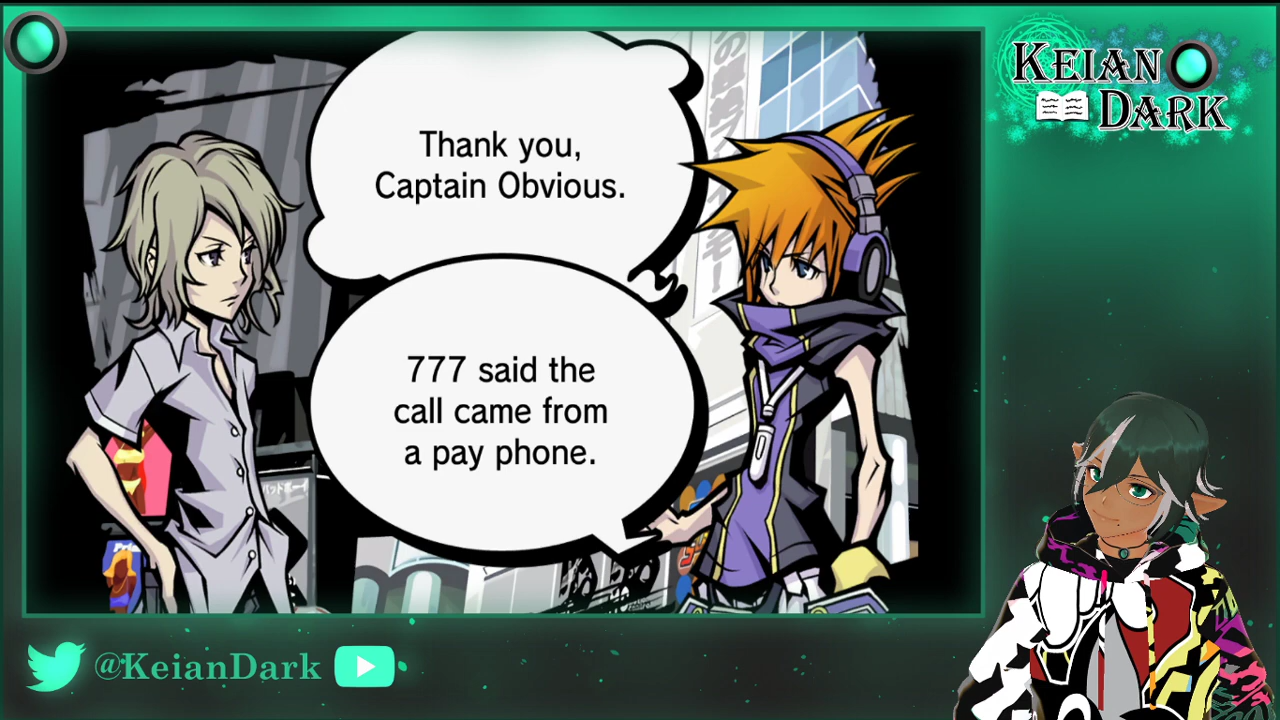 Thank you,
Captain Obvious.
777 said the
call came from
a pay phone.
KEIAN
DARK
@KeianDark